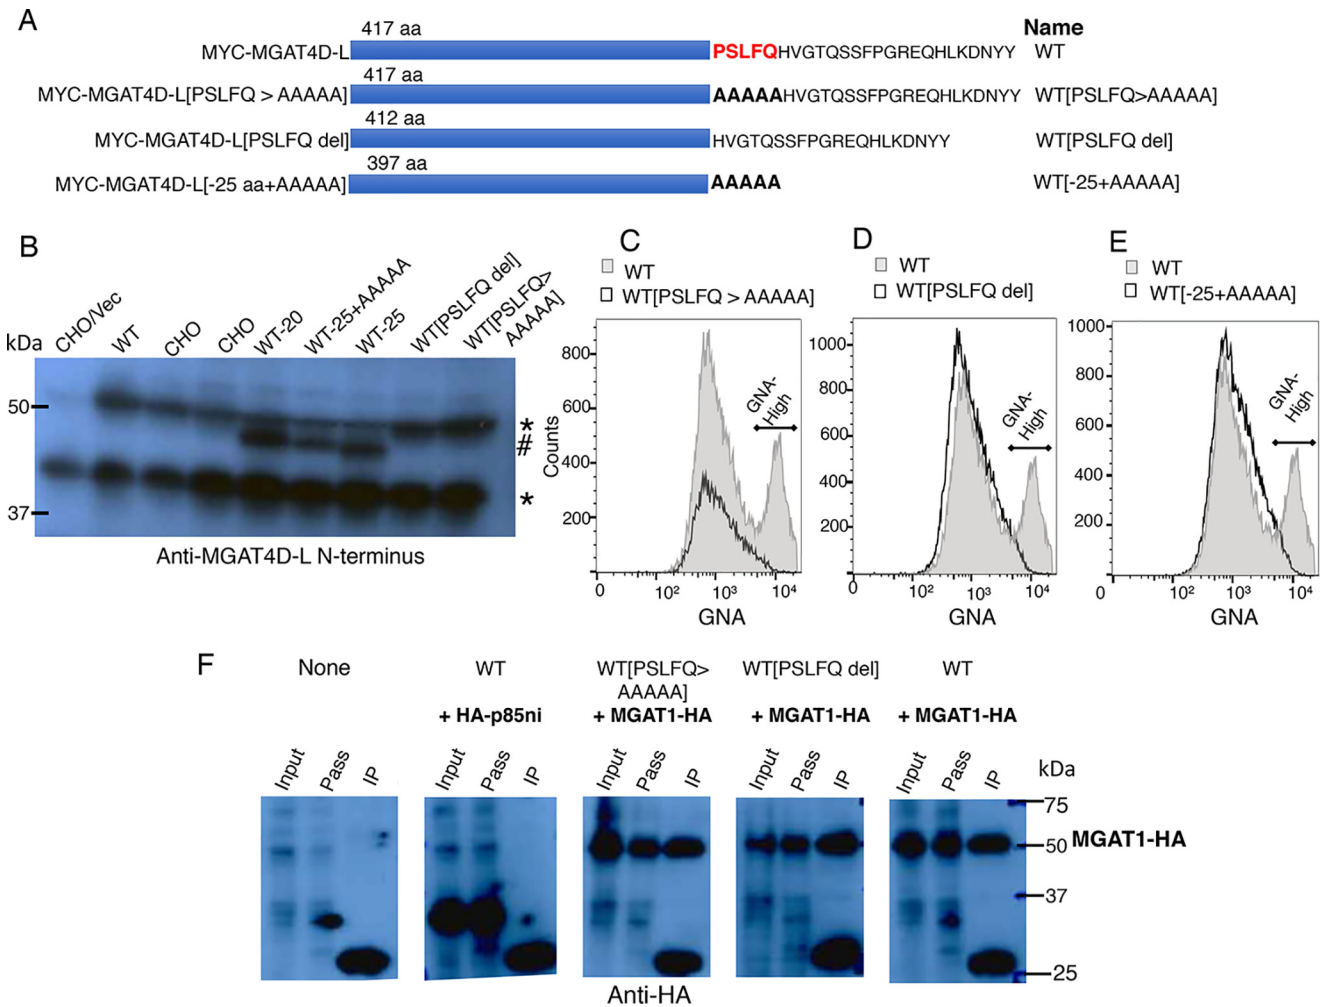 A
Name
417 aa
MYC-MGAT4D-L PSLFQHVGTQSSFPGREQHLKDNYY WT
417 aa
MYC-MGAT4D-L[PSLFQ > AAAAA] AAAAAHVGTQSSFPGREQHLKDNYY WT[PSLFQ>AAAAA]
412 aa
MYC-MGAT4D-L[PSLFQ del] HVGTQSSFPGREQHLKDNYY WT[PSLFQ del]
397 aa
MYC-MGAT4D-L[-25 aa+AAAAA] AAAAA WT[-25+AAAAA]
B
kDa CHO/Vec WT CHO CHO WT-20 WT-25+AAAAA WT-25 WT[PSLFQ del] WT[PSLFQ>
AAAAA]
50
*
#
*
37
Anti-MGAT4D-L N-terminus
C
WT
WT[PSLFQ > AAAAA]
Counts
800
600
400
200
GNA-
High
0 10² 10³ 10⁴
GNA
D
WT
WT[PSLFQ del]
1000
800
600
400
200
GNA-
High
0 10² 10³ 10⁴
GNA
E
WT
WT[-25+AAAAA]
1000
800
600
400
200
0
GNA-
High
0 10² 10³ 10⁴
GNA
F
None WT WT[PSLFQ> WT[PSLFQ del] WT
AAAAA]
+ HA-p85ni + MGAT1-HA + MGAT1-HA + MGAT1-HA
Input Pass IP Input Pass IP Input Pass IP Input Pass IP Input Pass IP
kDa
75
50 MGAT1-HA
37
25
Anti-HA